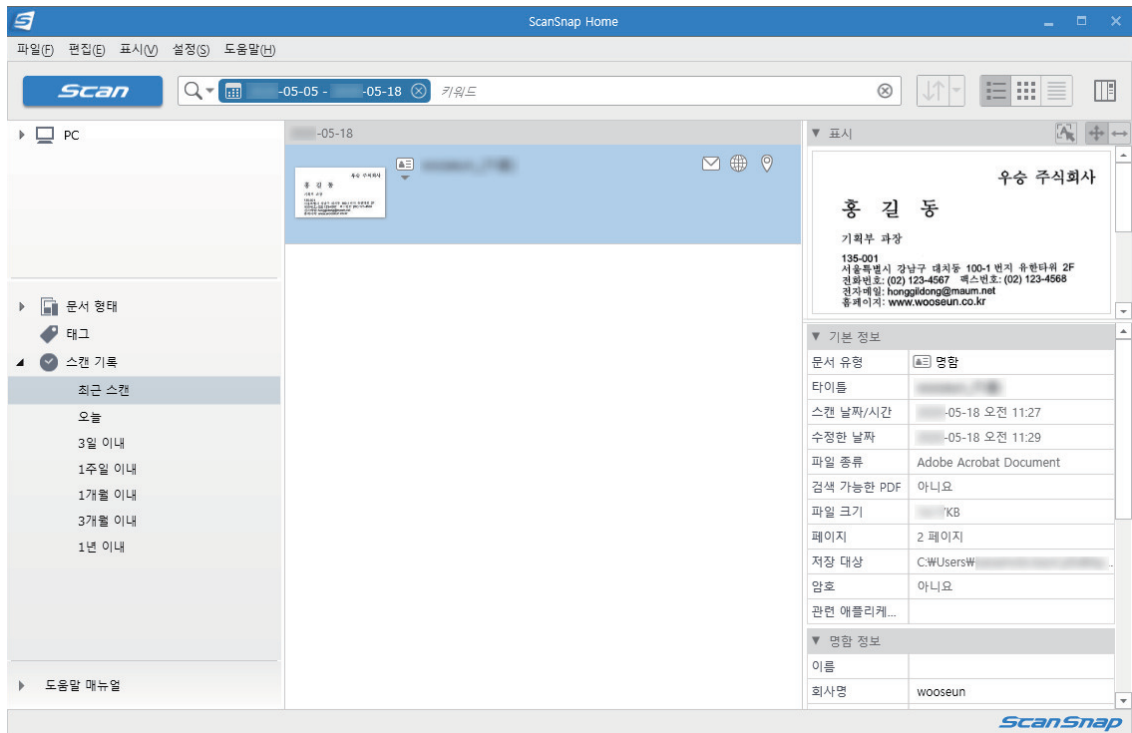 ScanSnap Home
파일(F) 편집(E) 표시(V) 설정(S) 도움말(H)
Scan
-05-05 - -05-18 키워드
PC
문서 형태
태그
스캔 기록
최근 스캔
오늘
3일 이내
1주일 이내
1개월 이내
3개월 이내
1년 이내
도움말 매뉴얼
-05-18
우승 주식회사
홍 길 동
표시
우승 주식회사
홍 길 동
기획부 과장
135-001
서울특별시 강남구 대치동 100-1 번지 유한타워 2F
전화번호: (02) 123-4567 팩스번호: (02) 123-4568
전자메일: honggildong@maum.net
홈페이지: www.wooseun.co.kr
기본 정보
문서 유형 명함
타이틀
스캔 날짜/시간 -05-18 오전 11:27
수정한 날짜 -05-18 오전 11:29
파일 종류 Adobe Acrobat Document
검색 가능한 PDF 아니요
파일 크기 KB
페이지 2 페이지
저장 대상 C:₩Users₩ ...
암호 아니요
관련 애플리케...
명함 정보
이름
회사명 wooseun
ScanSnap